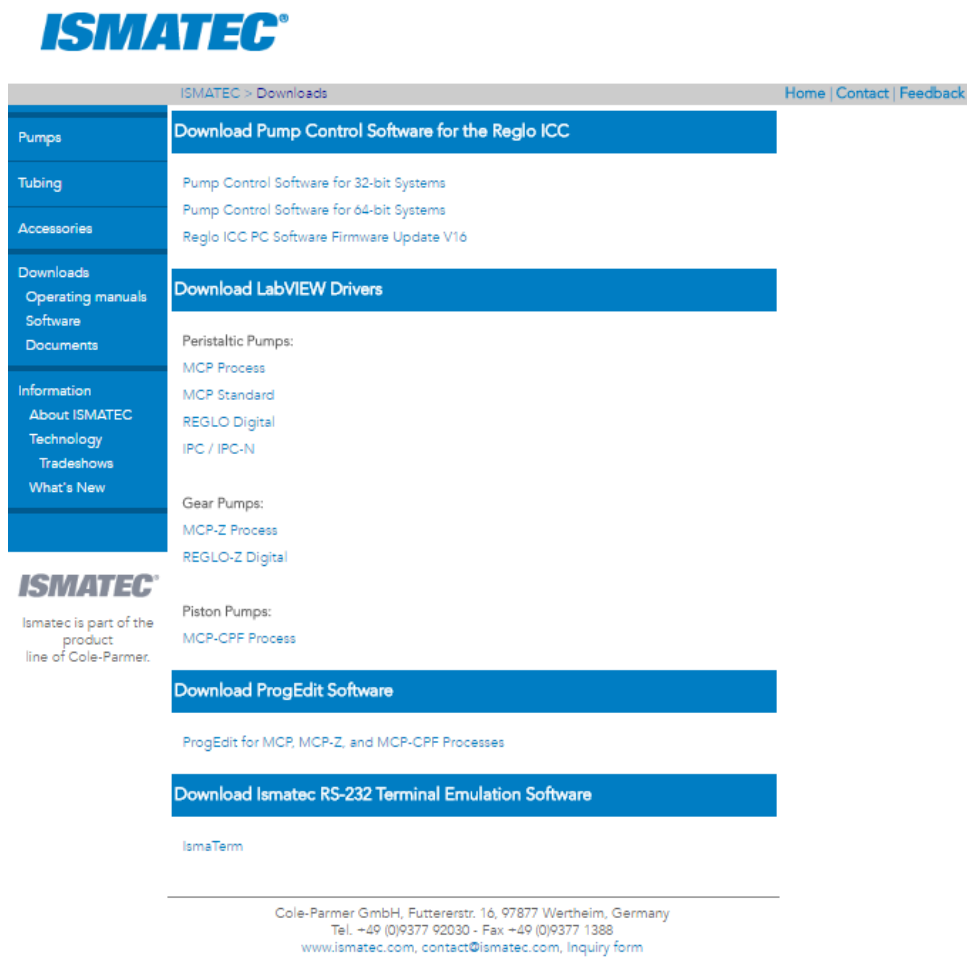 ISMATEC®
ISMATEC > Downloads
Home | Contact | Feedback
Pumps
Tubing
Accessories
Downloads
Operating manuals
Software
Documents
Information
About ISMATEC
Technology
Tradeshows
What's New
ISMATEC®
Ismatec is part of the
product
line of Cole-Parmer.
Download Pump Control Software for the Reglo ICC
Pump Control Software for 32-bit Systems
Pump Control Software for 64-bit Systems
Reglo ICC PC Software Firmware Update V16
Download LabVIEW Drivers
Peristaltic Pumps:
MCP Process
MCP Standard
REGLO Digital
IPC / IPC-N
Gear Pumps:
MCP-Z Process
REGLO-Z Digital
Piston Pumps:
MCP-CPF Process
Download ProgEdit Software
ProgEdit for MCP, MCP-Z, and MCP-CPF Processes
Download Ismatec RS-232 Terminal Emulation Software
IsmaTerm
Cole-Parmer GmbH, Futtererstr. 16, 97877 Wertheim, Germany
Tel. +49 (0)9377 92030 - Fax +49 (0)9377 1388
www.ismatec.com, contact@ismatec.com, Inquiry form